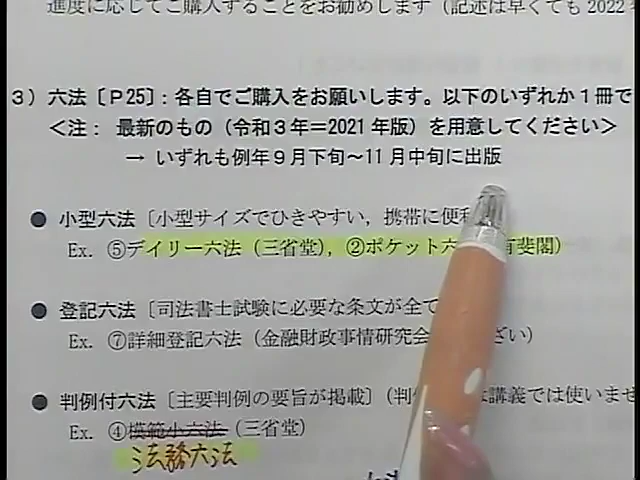 進度に応じてご購入することをお勧めします（記述は早くても 2022
3）六法〔Ｐ25〕：各自でご購入をお願いします。以下のいずれか１冊で
＜注： 最新のもの（令和３年＝2021 年版）を用意してください＞
→ いずれも例年９月下旬～11 月中旬に出版
● 小型六法 〔小型サイズでひきやすい，携帯に便利
Ex. ⑤デイリー六法（三省堂），②ポケット六 有斐閣）
● 登記六法 〔司法書士試験に必要な条文が全て
Ex. ⑦詳細登記六法（金融財政事情研究会 ざい）
● 判例付六法 〔主要判例の要旨が掲載〕（判 講義では使いませ
Ex. ④模範小六法（三省堂）
法務六法